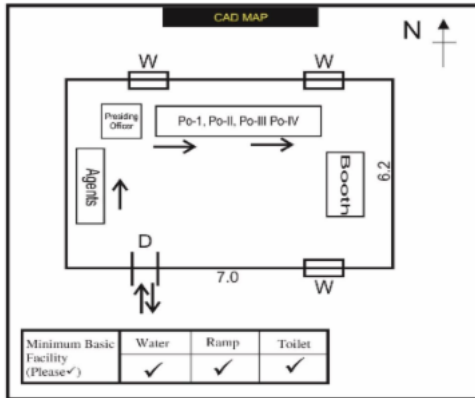 CAD MAP
N
W W
Presiding
Officer
Po-1, Po-II, Po-III Po-IV
Agents
Booth
6.2
D
7.0
W
Minimum Basic
Facility
(Please✓)
Water Ramp Toilet
✓ ✓ ✓